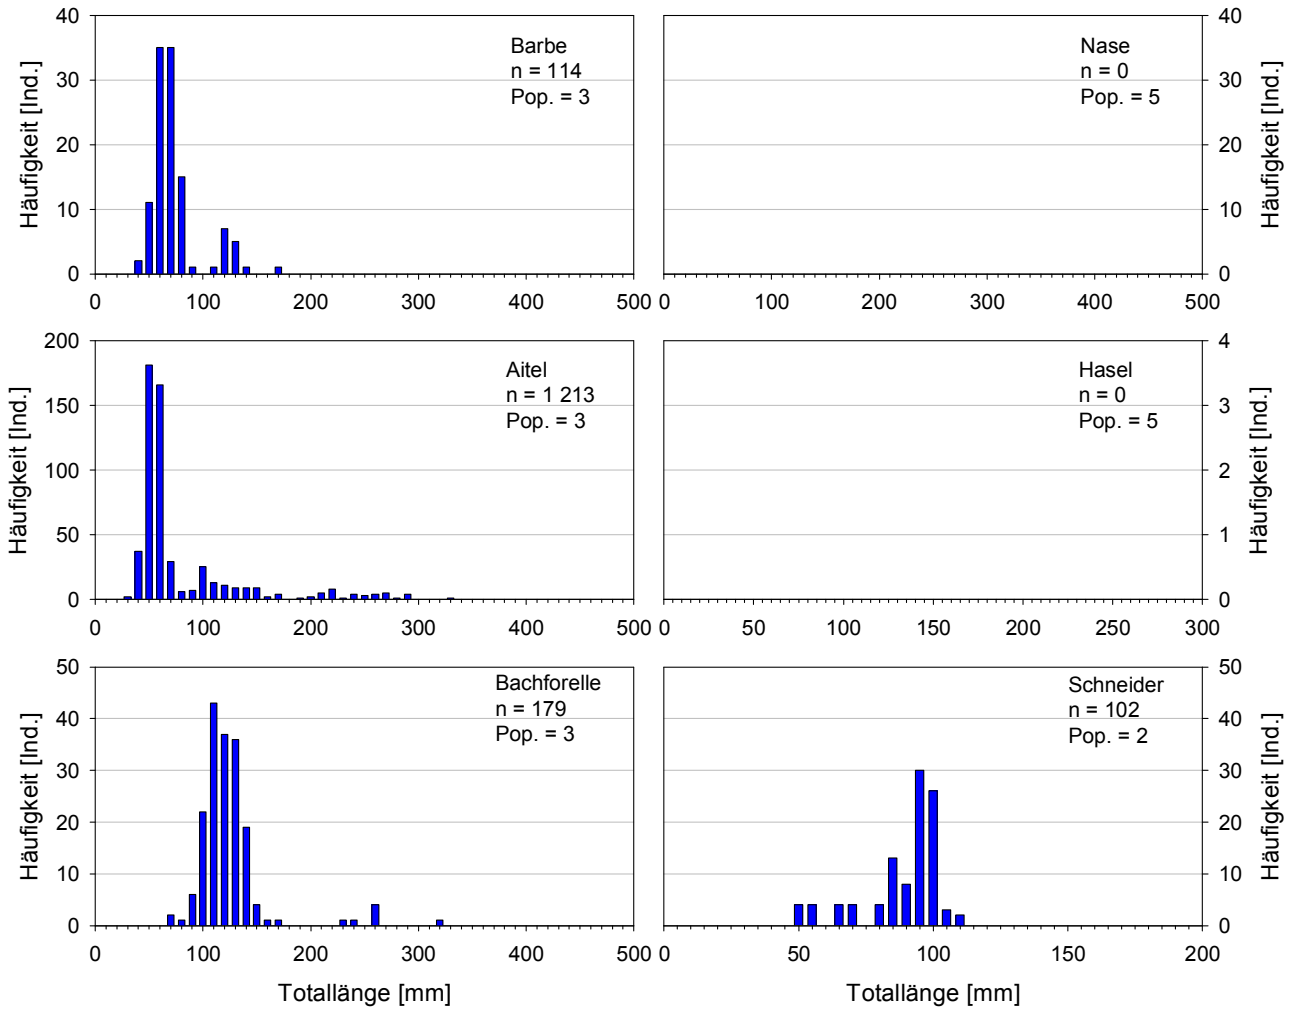 Häufigkeit [Ind.]
40
30
20
10
0
Barbe
n = 114
Pop. = 3
0 100 200 300 400 500
Nase
n = 0
Pop. = 5
40
30
20
10
0
Häufigkeit [Ind.]
0 100 200 300 400 500
Häufigkeit [Ind.]
200
150
100
50
0
Aitel
n = 1 213
Pop. = 3
0 100 200 300 400 500
Hasel
n = 0
Pop. = 5
4
3
2
1
0
Häufigkeit [Ind.]
0 50 100 150 200 250 300
Häufigkeit [Ind.]
50
40
30
20
10
0
Bachforelle
n = 179
Pop. = 3
0 100 200 300 400 500
Totallänge [mm]
Schneider
n = 102
Pop. = 2
50
40
30
20
10
0
Häufigkeit [Ind.]
0 50 100 150 200
Totallänge [mm]